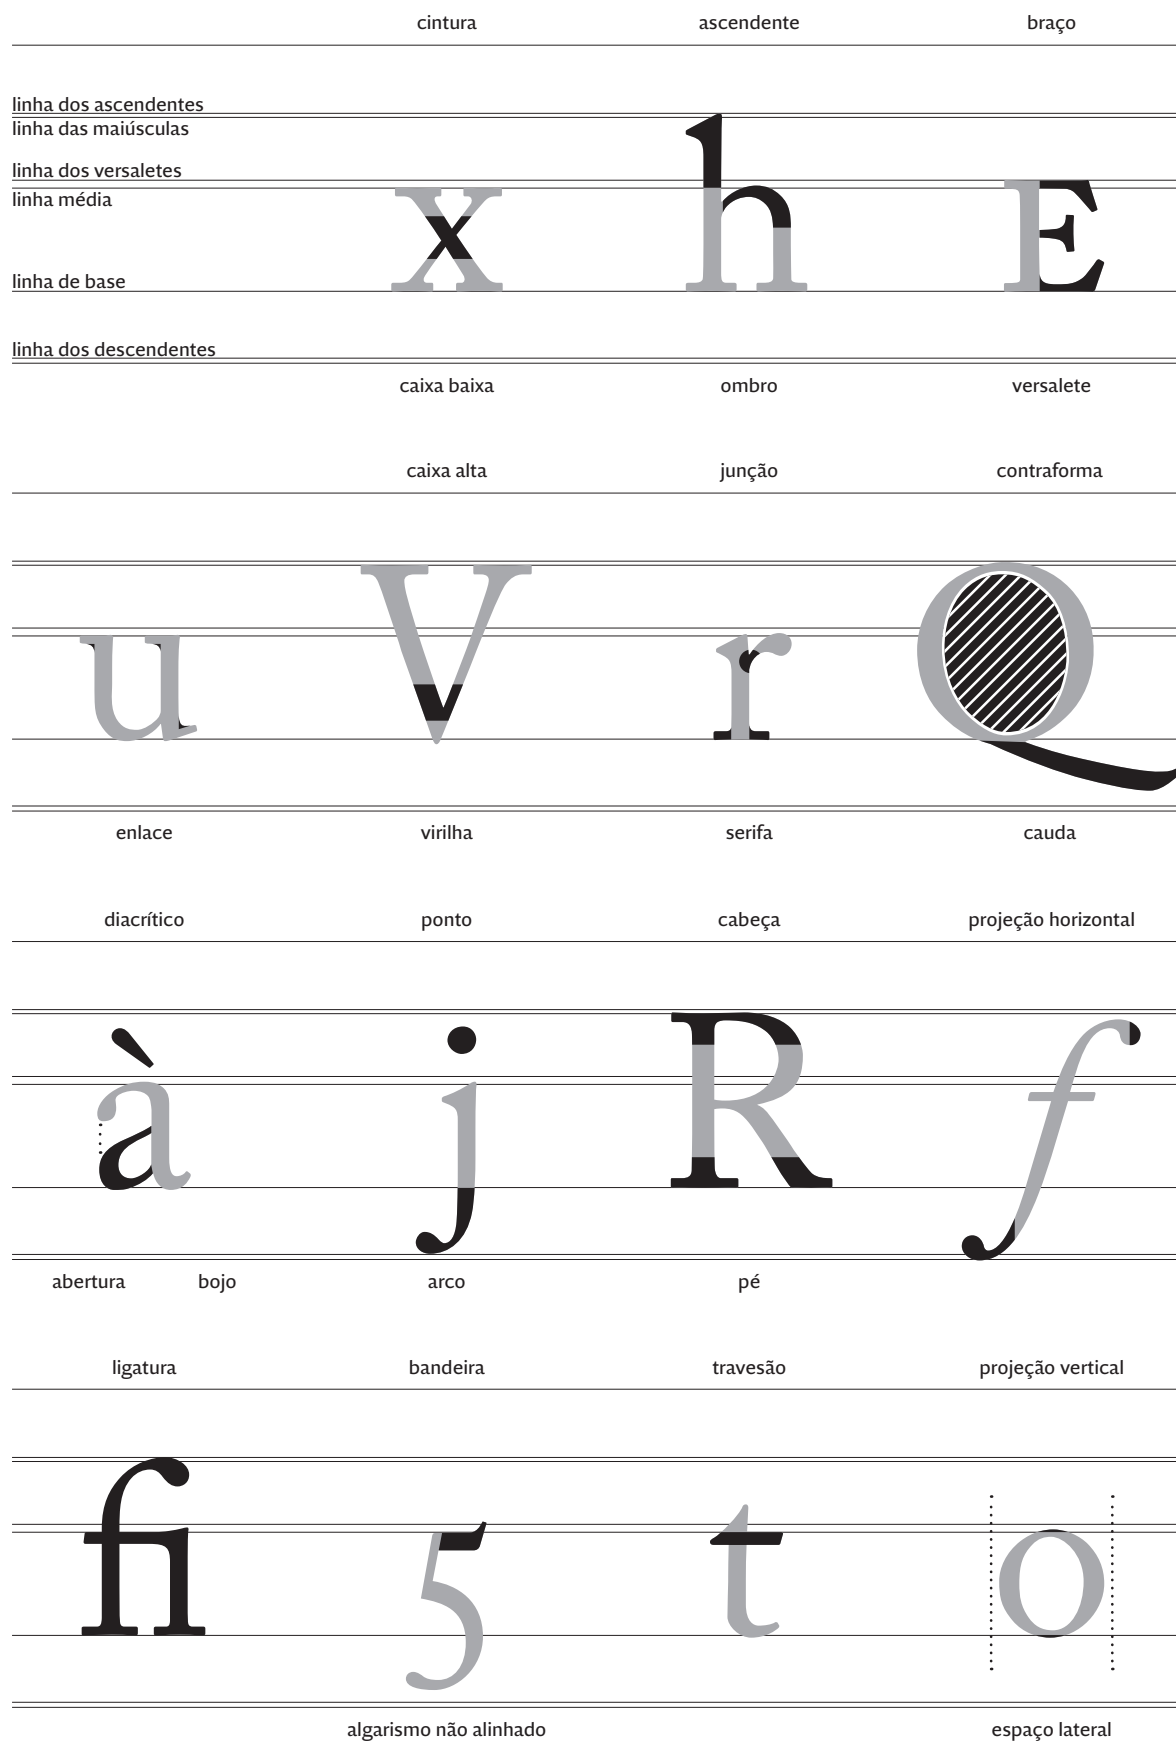 cintura ascendente braço
linha dos ascendentes
linha das maiúsculas
linha dos versaletes
linha média
x h E
linha de base
linha dos descendentes
caixa baixa ombro versalete
caixa alta junção contraforma
u V r Q
enlace virilha serifa cauda
diacrítico ponto cabeça projeção horizontal
à j R f
abertura bojo arco pé
ligatura bandeira travesão projeção vertical
fi 5 t o
algarismo não alinhado espaço lateral